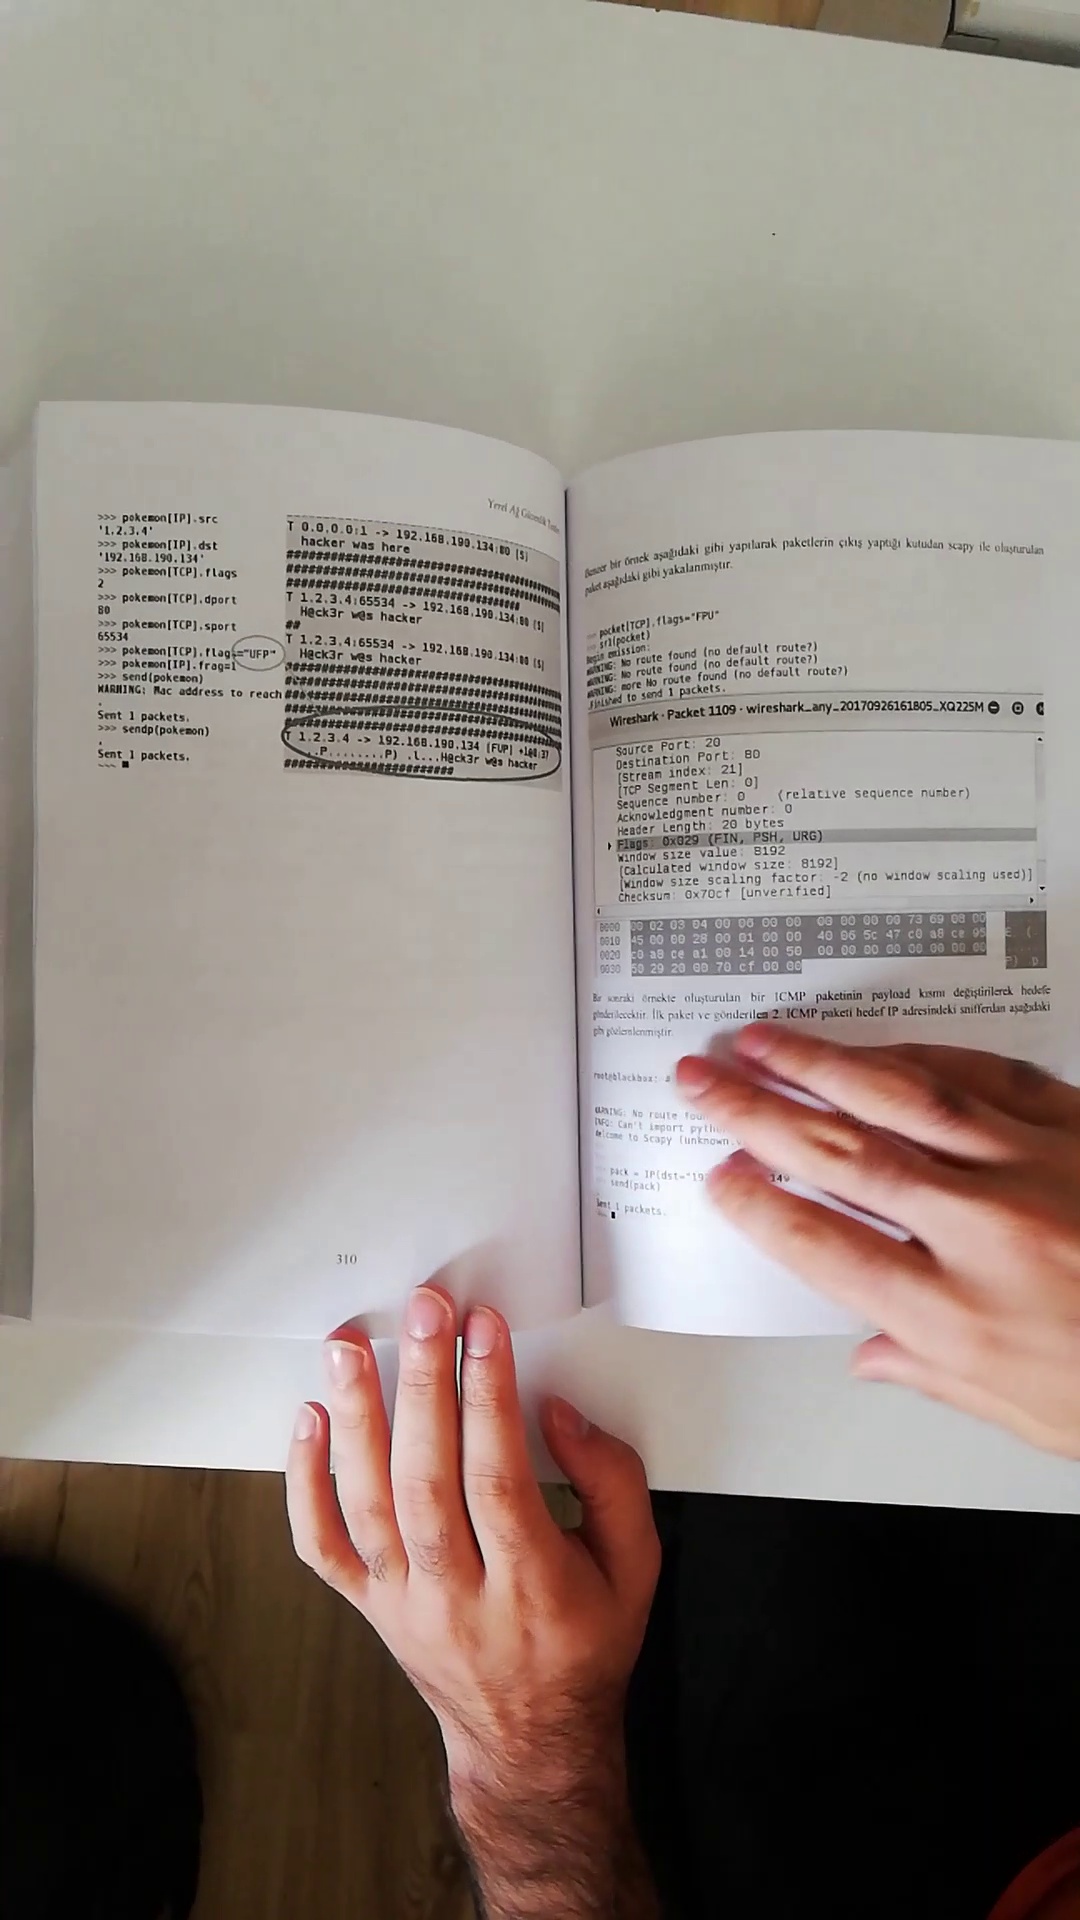 Yerel Ağ Güvenlik
>>> pokemon[IP].src
'1.2.3.4'
>>> pokemon[IP].dst
'192.168.190.134'
>>> pokemon[TCP].flags
2
>>> pokemon[TCP].dport
80
>>> pokemon[TCP].sport
65534
>>> pokemon[TCP].flags="UFP"
>>> pokemon[IP].frag=1
>>> send(pokemon)
WARNING: Mac address to reach
.
Sent 1 packets.
>>> sendp(pokemon)
.
Sent 1 packets.
T 0.0.0.0:1 -> 192.168.190.134:80 [S]
hacker was here
T 1.2.3.4:65534 -> 192.168.190.134:80 [S]
H@ck3r w@s hacker
##
T 1.2.3.4:65534 -> 192.168.190.134:80 [S]
H@ck3r w@s hacker
T 1.2.3.4 -> 192.168.190.134 [FUP]
..P.........P) .l...H@ck3r w@s hacker
310
Benzer bir örnek aşağıdaki gibi yapılarak paketlerin çıkış yaptığı kutudan scapy ile oluşturulan
paket aşağıdaki gibi yakalanmıştır.
pocket[TCP].flags="FPU"
sr1(pocket)
Begin emission:
WARNING: No route found (no default route?)
WARNING: No route found (no default route?)
WARNING: more No route found (no default route?)
Finished to send 1 packets.
Wireshark · Packet 1109 · wireshark_any_20170926161805_XQ225M
Source Port: 20
Destination Port: 80
[Stream index: 21]
[TCP Segment Len: 0]
Sequence number: 0 (relative sequence number)
Acknowledgment number: 0
Header Length: 20 bytes
Flags: 0x029 (FIN, PSH, URG)
Window size value: 8192
[Calculated window size: 8192]
[Window size scaling factor: -2 (no window scaling used)]
Checksum: 0x70cf [unverified]
0000 00 02 03 04 00 06 00 00 00 00 00 00 73 69 08 00
0010 45 00 00 28 00 01 00 00 40 06 5c 47 c0 a8 ce 95 E. (.
0020 c0 a8 ce a1 00 14 00 50 00 00 00 00 00 00 00 00
0030 50 29 20 00 70 cf 00 00 P) .p
Bir sonraki örnekte oluşturulan bir ICMP paketinin payload kısmı değiştirilerek hedefe
gönderilecektir. İlk paket ve gönderilen 2. ICMP paketi hedef IP adresindeki snifferdan aşağıdaki
gibi gözlemlenmiştir.
root@blackbox:
WARNING: No route
INFO: Can't import
Welcome to Scapy
pack = IP(dst="19 149
send(pack)
.
Sent 1 packets.